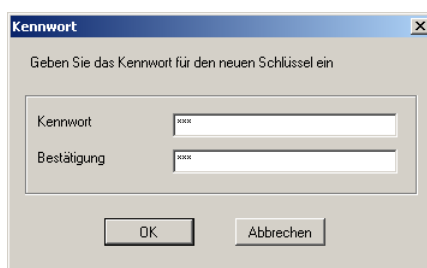 Kennwort
Geben Sie das Kennwort für den neuen Schlüssel ein
Kennwort ***
Bestätigung ***
OK Abbrechen